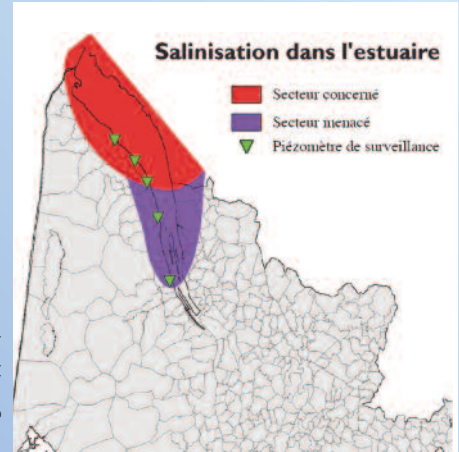 Salinisation dans l'estuaire
Secteur concerné
Secteur menacé
Piézomètre de surveillance